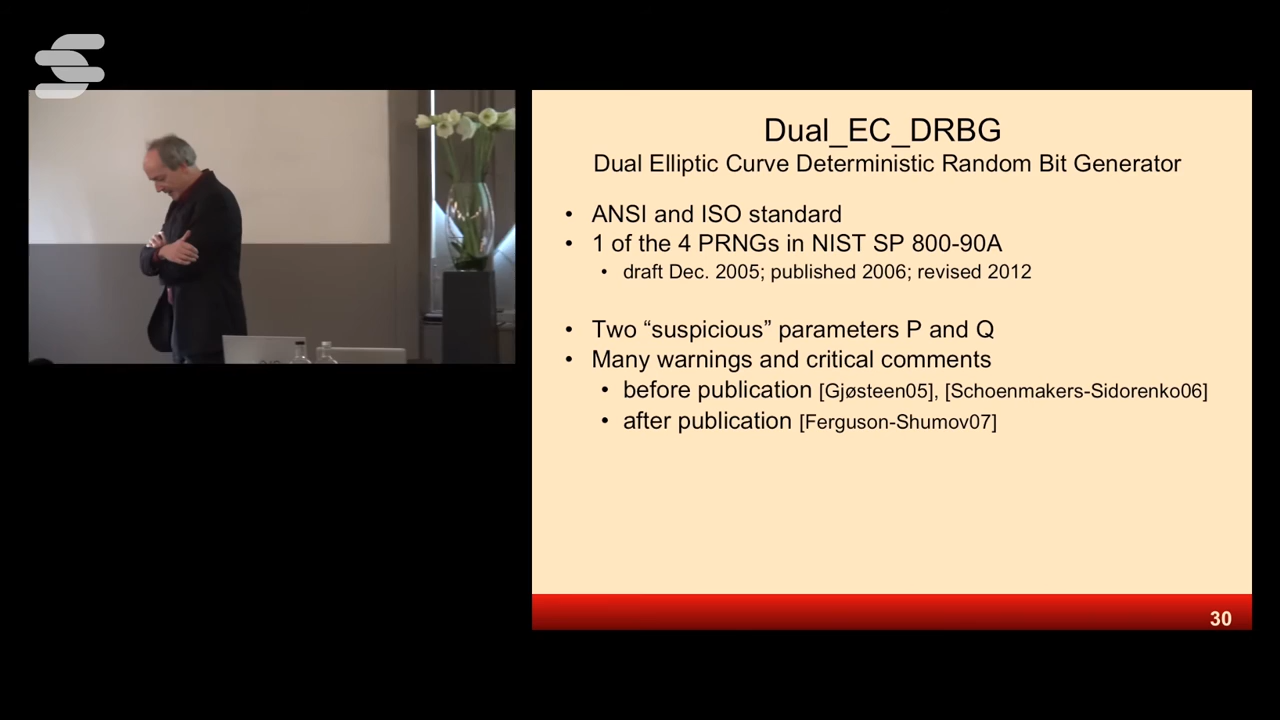 Dual_EC_DRBG
Dual Elliptic Curve Deterministic Random Bit Generator
• ANSI and ISO standard
• 1 of the 4 PRNGs in NIST SP 800-90A
• draft Dec. 2005; published 2006; revised 2012
• Two “suspicious” parameters P and Q
• Many warnings and critical comments
• before publication [Gjøsteen05], [Schoenmakers-Sidorenko06]
• after publication [Ferguson-Shumov07]
30